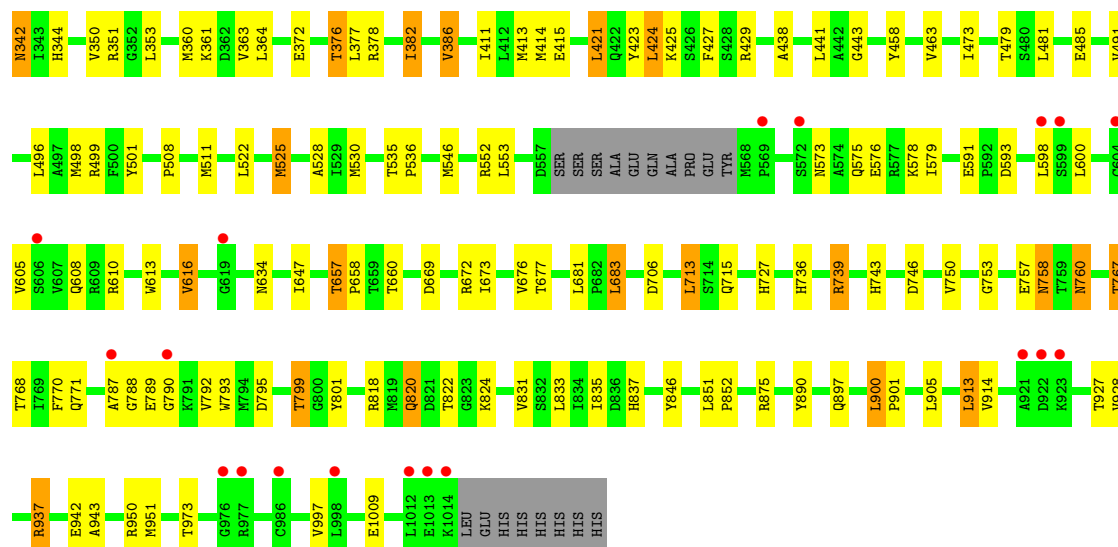 N342 I343 H344 V350 R351 G352 L353 M360 K361 D362 V363 L364 E372 T376 L377 R378 I382 V386 I411 L412 M413 M414 E415 L421 Q422 Y423 L424 K425 S426 F427 S428 R429 A438 L441 A442 G443 Y458 V463 I473 T479 S480 L481 E485
L496 A497 M498 R499 F500 Y501 P508 M511 L522 M525 A528 I529 M530 T535 P536 M546 R552 L553 D557 SER SER SER ALA GLU GLN ALA PRO GLU TYR M568 P569 S572 N573 A574 Q575 E576 R577 K578 I579 E591 P592 D593 L598 S599 L600
V605 S606 V607 Q608 R609 R610 W613 V616 G619 N634 I647 T657 P658 T659 T660 D669 R672 I673 V676 T677 L681 P682 L683 D706 L713 S714 Q715 H727 H736 R739 H743 D746 V750 G753 E757 N758 T759 N760 T767
T768 I769 F770 Q771 A787 G788 E789 G790 K791 V792 W793 M794 D795 T799 G800 Y801 R818 M819 Q820 D821 T822 G823 K824 V831 S832 L833 I834 I835 D836 H837 Y846 L851 P852 R875 Y890 Q897 L900 P901 L905 L913 V914 A921 D922 K923 T927
R937 E942 A943 R950 M951 T973 G976 R977 C986 V997 L998 E1009 L1012 E1013 K1014 LEU GLU HIS HIS HIS HIS HIS HIS